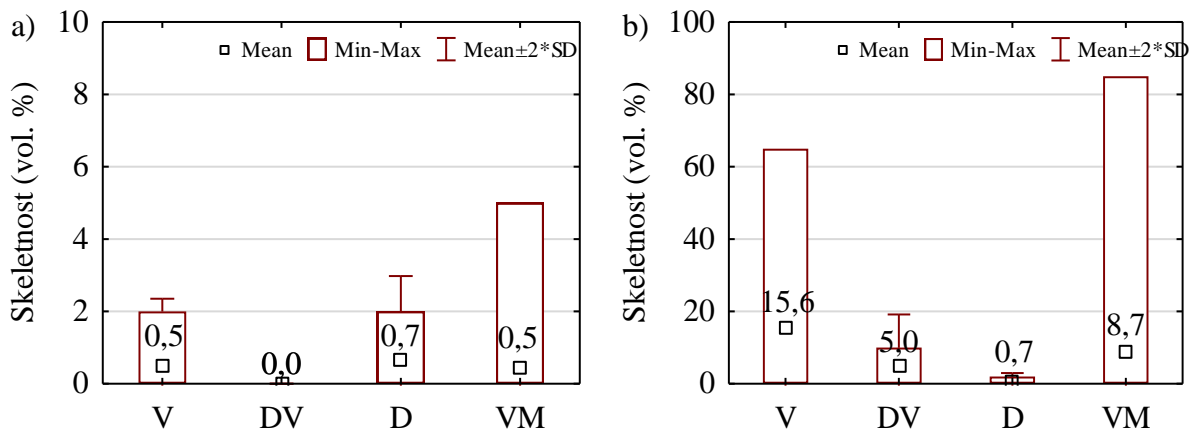 a)
Skeletnost (vol. %)
10
8
6
4
2
0
Mean
Min-Max
Mean±2*SD
0,5
0,0
0,7
0,5
V
DV
D
VM
b)
Skeletnost (vol. %)
100
80
60
40
20
0
Mean
Min-Max
Mean±2*SD
15,6
5,0
0,7
8,7
V
DV
D
VM